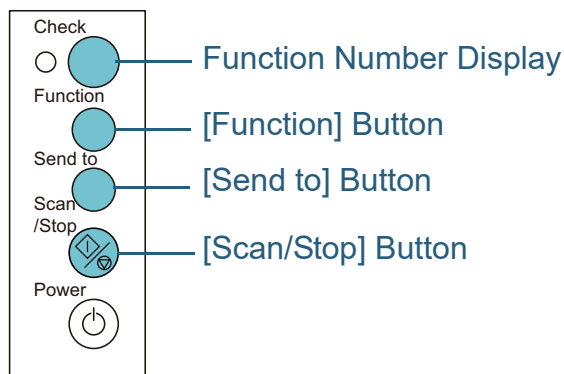 Check
Function Number Display
Function
[Function] Button
Send to
[Send to] Button
Scan
/Stop
[Scan/Stop] Button
Power